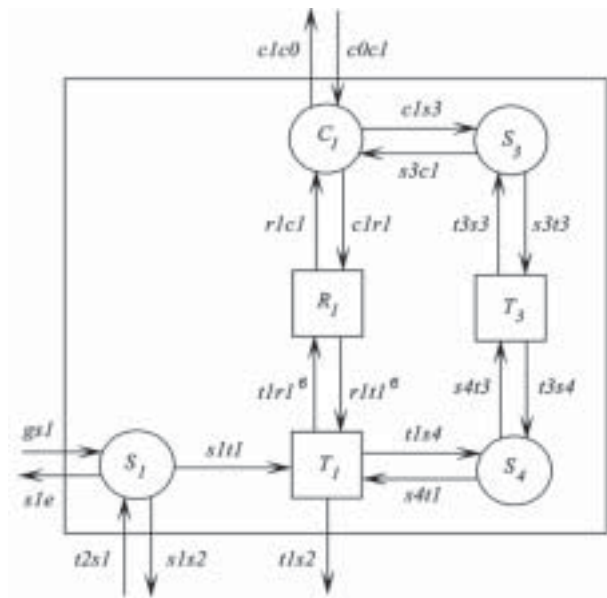 c1c0 c0c1
C₁ c1s3 S₃
s3c1
r1c1 c1r1 t3s3 s3t3
R₁ T₃
t1r1⁶ r1t1⁶ s4t3 t3s4
gs1 S₁ s1t1 T₁ t1s4 S₄
s1e s4t1
t2s1 s1s2 t1s2